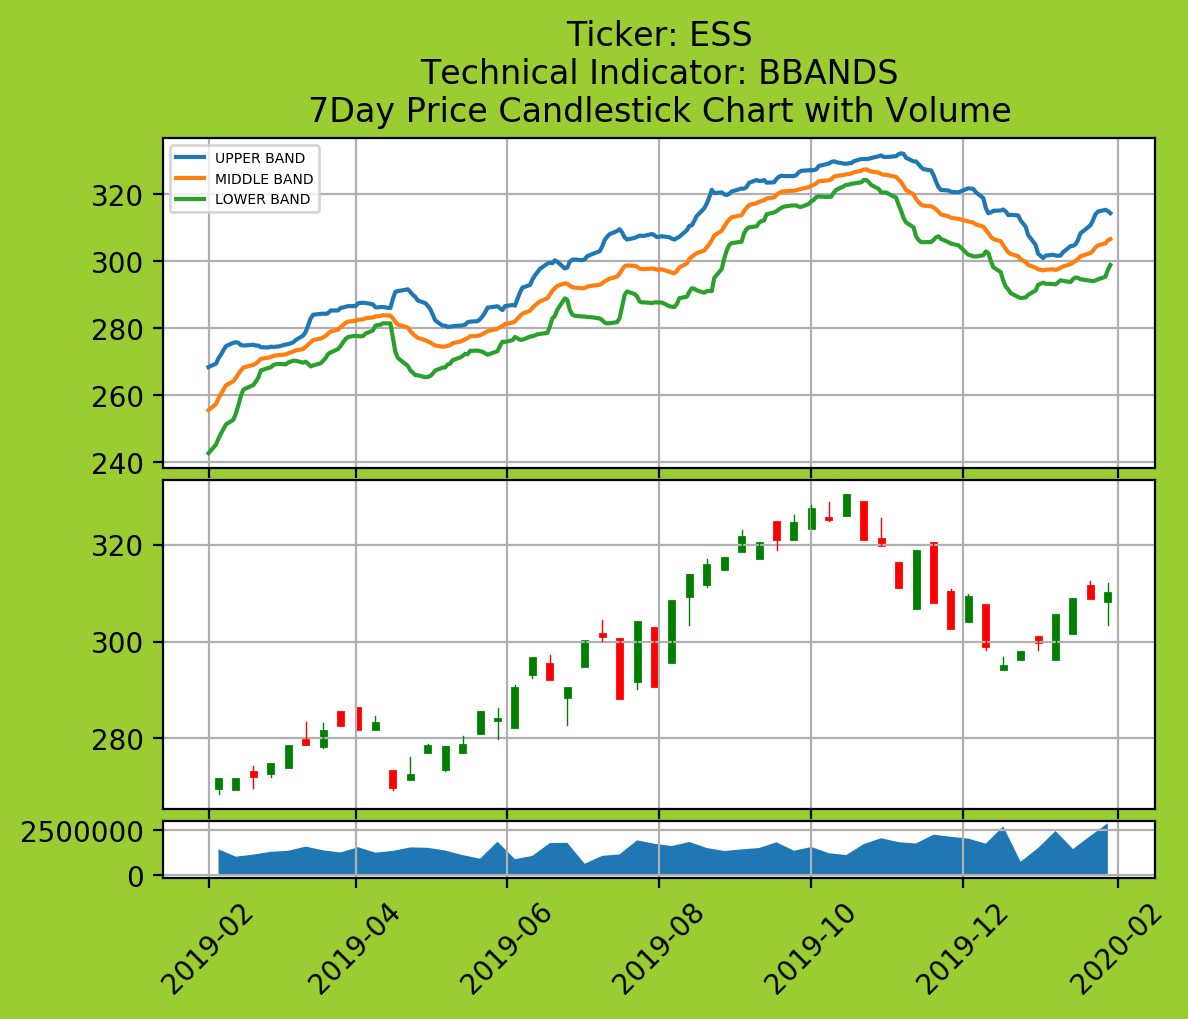 Ticker: ESS
Technical Indicator: BBANDS
7Day Price Candlestick Chart with Volume
UPPER BAND
MIDDLE BAND
LOWER BAND
320
300
280
260
240
320
300
280
2500000
0
2019-02
2019-04
2019-06
2019-08
2019-10
2019-12
2020-02